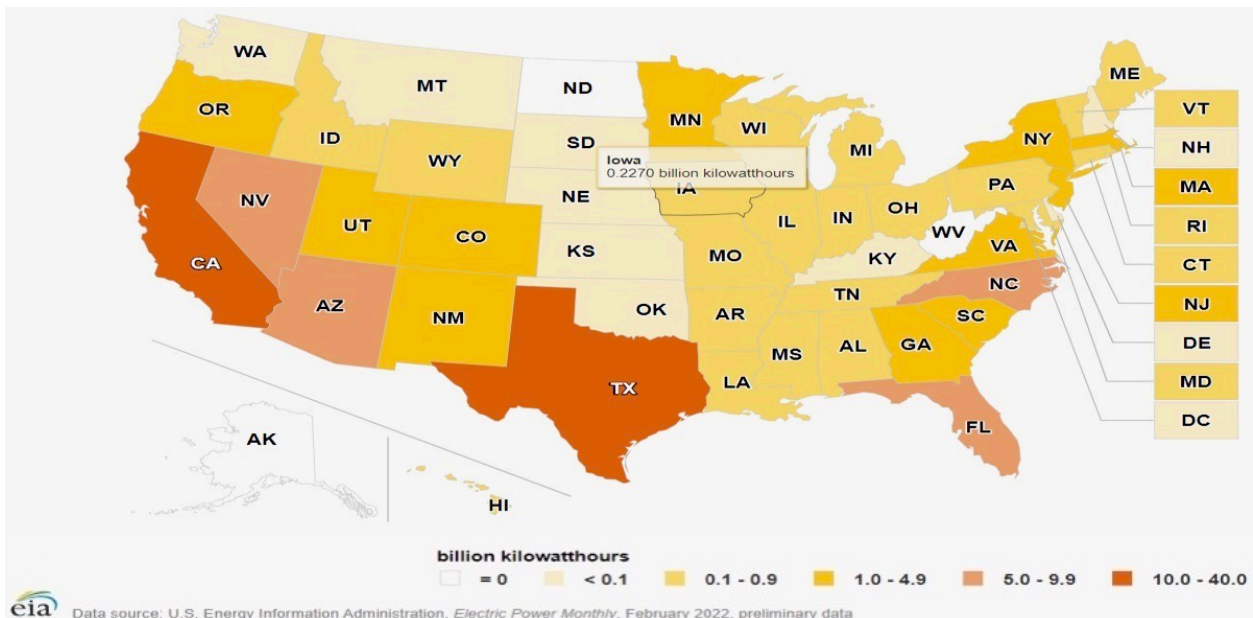 WA
MT
ND
MN
ME
OR
ID
SD
WI
NY
VT
WY
MI
NH
Iowa
0.2270 billion kilowatthours
NE
IA
PA
MA
NV
UT
CO
IL
IN
OH
RI
WV
VA
CT
CA
KS
MO
KY
NC
NJ
AZ
NM
OK
AR
TN
SC
DE
MS
AL
GA
MD
TX
LA
FL
DC
AK
HI
billion kilowatthours
= 0 < 0.1 0.1 - 0.9 1.0 - 4.9 5.0 - 9.9 10.0 - 40.0
eia Data source: U.S. Energy Information Administration, Electric Power Monthly, February 2022, preliminary data